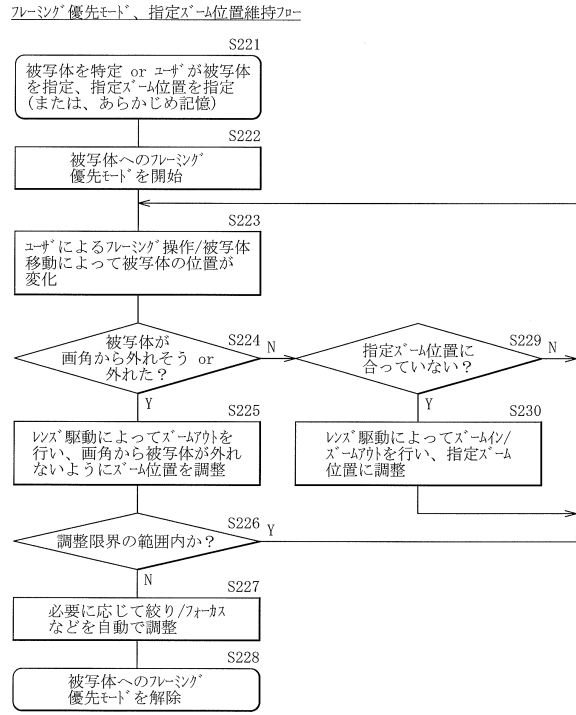 ﾌﾚｰﾐﾝｸﾞ優先ﾓｰﾄﾞ、指定ｽﾞｰﾑ位置維持ﾌﾛｰ
S221
被写体を特定 or ﾕｰｻﾞが被写体
を指定、指定ｽﾞｰﾑ位置を指定
(または、あらかじめ記憶)
S222
被写体へのﾌﾚｰﾐﾝｸﾞ
優先ﾓｰﾄﾞを開始
S223
ﾕｰｻﾞによるﾌﾚｰﾐﾝｸﾞ操作/被写体
移動によって被写体の位置が
変化
S224
被写体が
画角から外れそう or
外れた？
N
Y
S229
指定ｽﾞｰﾑ位置に
合っていない？
N
Y
S225
ﾚﾝｽﾞ駆動によってｽﾞｰﾑｱｳﾄを
行い、画角から被写体が外れ
ないようにｽﾞｰﾑ位置を調整
S230
ﾚﾝｽﾞ駆動によってｽﾞｰﾑｲﾝ/
ｽﾞｰﾑｱｳﾄを行い、指定ｽﾞｰﾑ
位置に調整
S226
調整限界の範囲内か？
Y
N
S227
必要に応じて絞り/ﾌｫｰｶｽ
などを自動で調整
S228
被写体へのﾌﾚｰﾐﾝｸﾞ
優先ﾓｰﾄﾞを解除